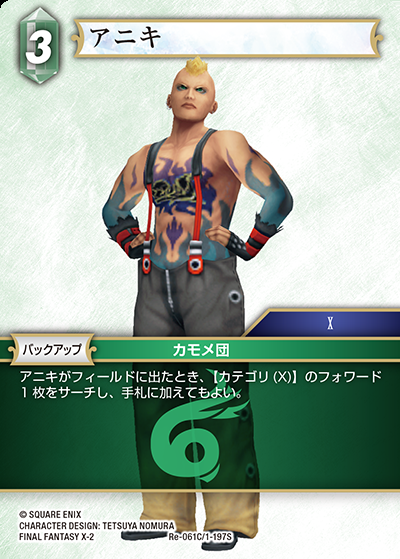 3
アニキ
X
バックアップ
カモメ団
アニキがフィールドに出たとき、【カテゴリ(X)】のフォワード
1枚をサーチし、手札に加えてもよい。
© SQUARE ENIX
CHARACTER DESIGN: TETSUYA NOMURA
FINAL FANTASY X-2
Re-061C/1-197S